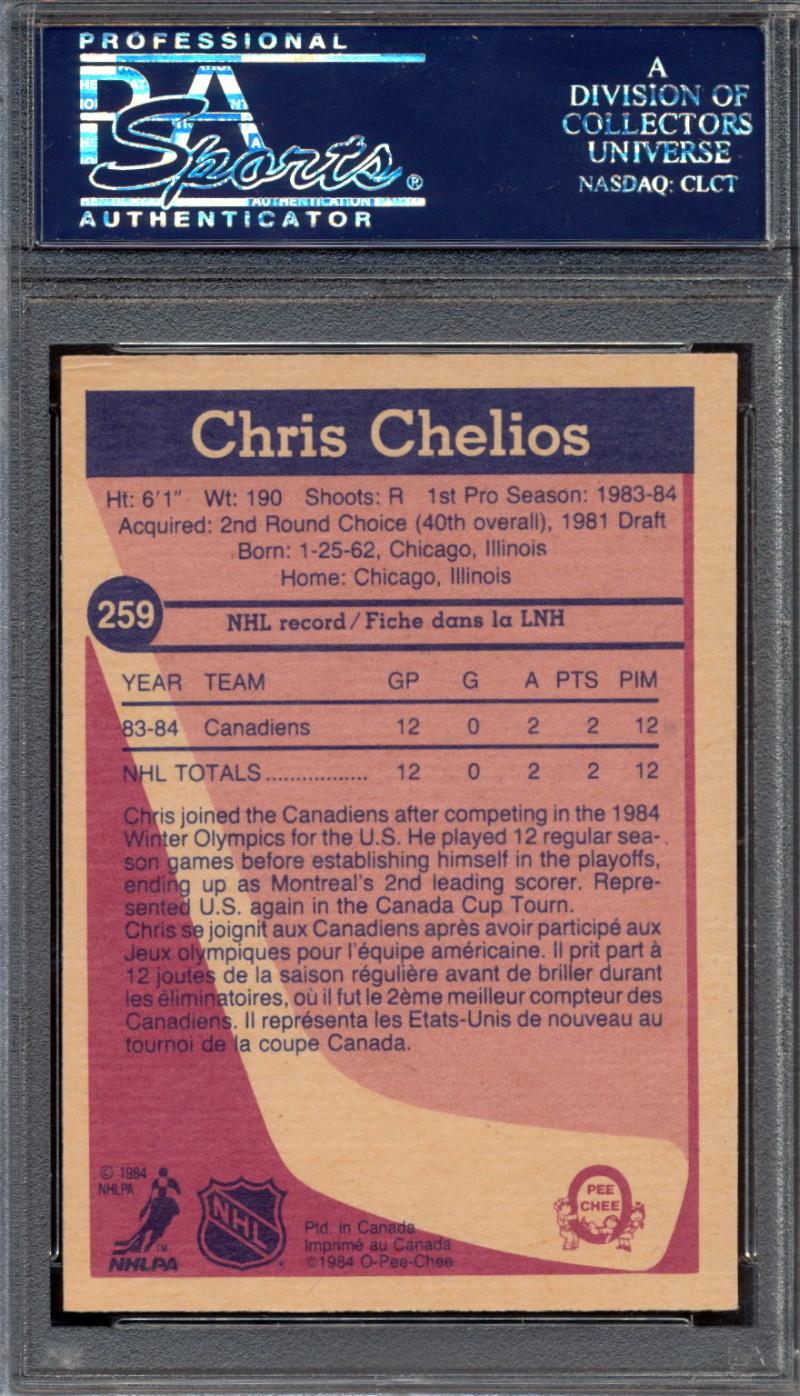 PROFESSIONAL
PSA
Sports®
AUTHENTICATION
AUTHENTICATOR
A
DIVISION OF
COLLECTORS
UNIVERSE
NASDAQ: CLCT
Chris Chelios
Ht: 6'1" Wt: 190 Shoots: R 1st Pro Season: 1983-84
Acquired: 2nd Round Choice (40th overall), 1981 Draft
Born: 1-25-62, Chicago, Illinois
Home: Chicago, Illinois
259
NHL record/Fiche dans la LNH
YEAR TEAM GP G A PTS PIM
83-84 Canadiens 12 0 2 2 12
NHL TOTALS................. 12 0 2 2 12
Chris joined the Canadiens after competing in the 1984
Winter Olympics for the U.S. He played 12 regular sea-
son games before establishing himself in the playoffs,
ending up as Montreal's 2nd leading scorer. Repre-
sented U.S. again in the Canada Cup Tourn.
Chris se joignit aux Canadiens après avoir participé aux
Jeux olympiques pour l'équipe américaine. Il prit part à
12 joutes de la saison régulière avant de briller durant
les éliminatoires, où il fut le 2ème meilleur compteur des
Canadiens. Il représenta les Etats-Unis de nouveau au
tournoi de la coupe Canada.
© 1984
NHLPA
NHLPA
TM
NHL
Ptd. in Canada
Imprimé au Canada
©1984 O-Pee-Chee
O
PEE
CHEE